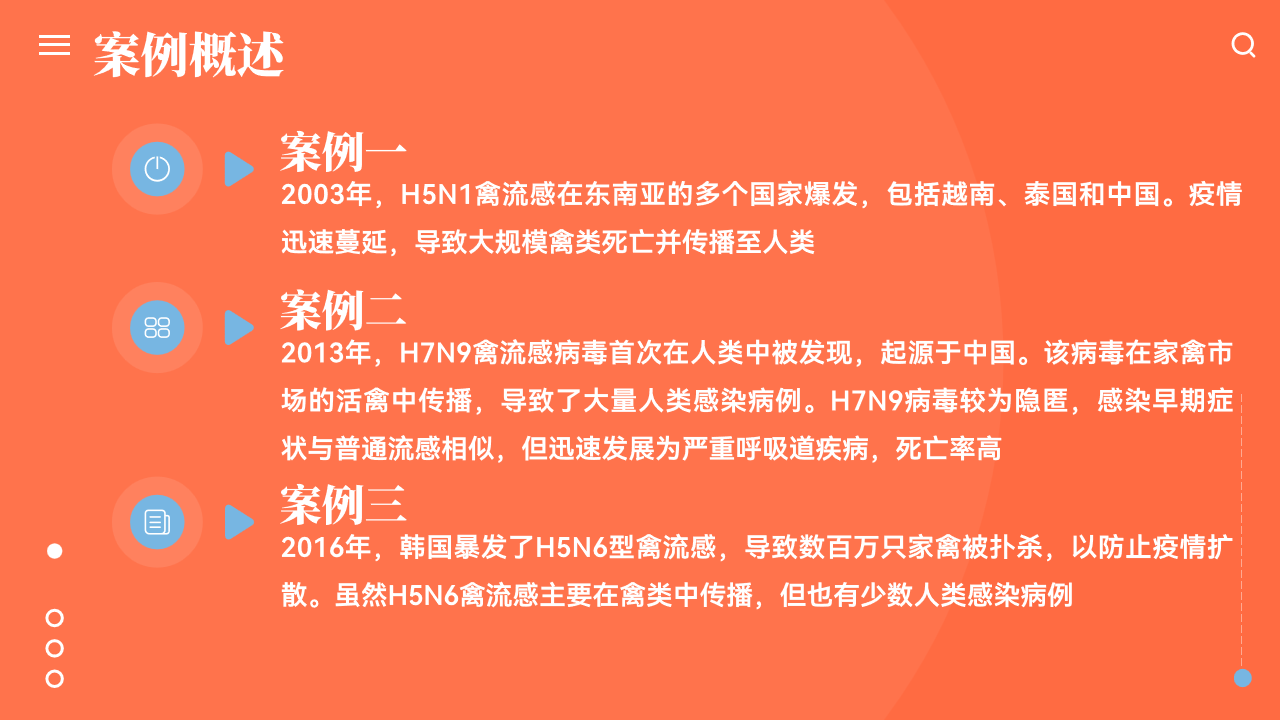 案例概述
案例一
2003年，H5N1禽流感在东南亚的多个国家爆发，包括越南、泰国和中国。疫情
迅速蔓延，导致大规模禽类死亡并传播至人类
案例二
2013年，H7N9禽流感病毒首次在人类中被发现，起源于中国。该病毒在家禽市
场的活禽中传播，导致了大量人类感染病例。H7N9病毒较为隐匿，感染早期症
状与普通流感相似，但迅速发展为严重呼吸道疾病，死亡率高
案例三
2016年，韩国暴发了H5N6型禽流感，导致数百万只家禽被扑杀，以防止疫情扩
散。虽然H5N6禽流感主要在禽类中传播，但也有少数人类感染病例